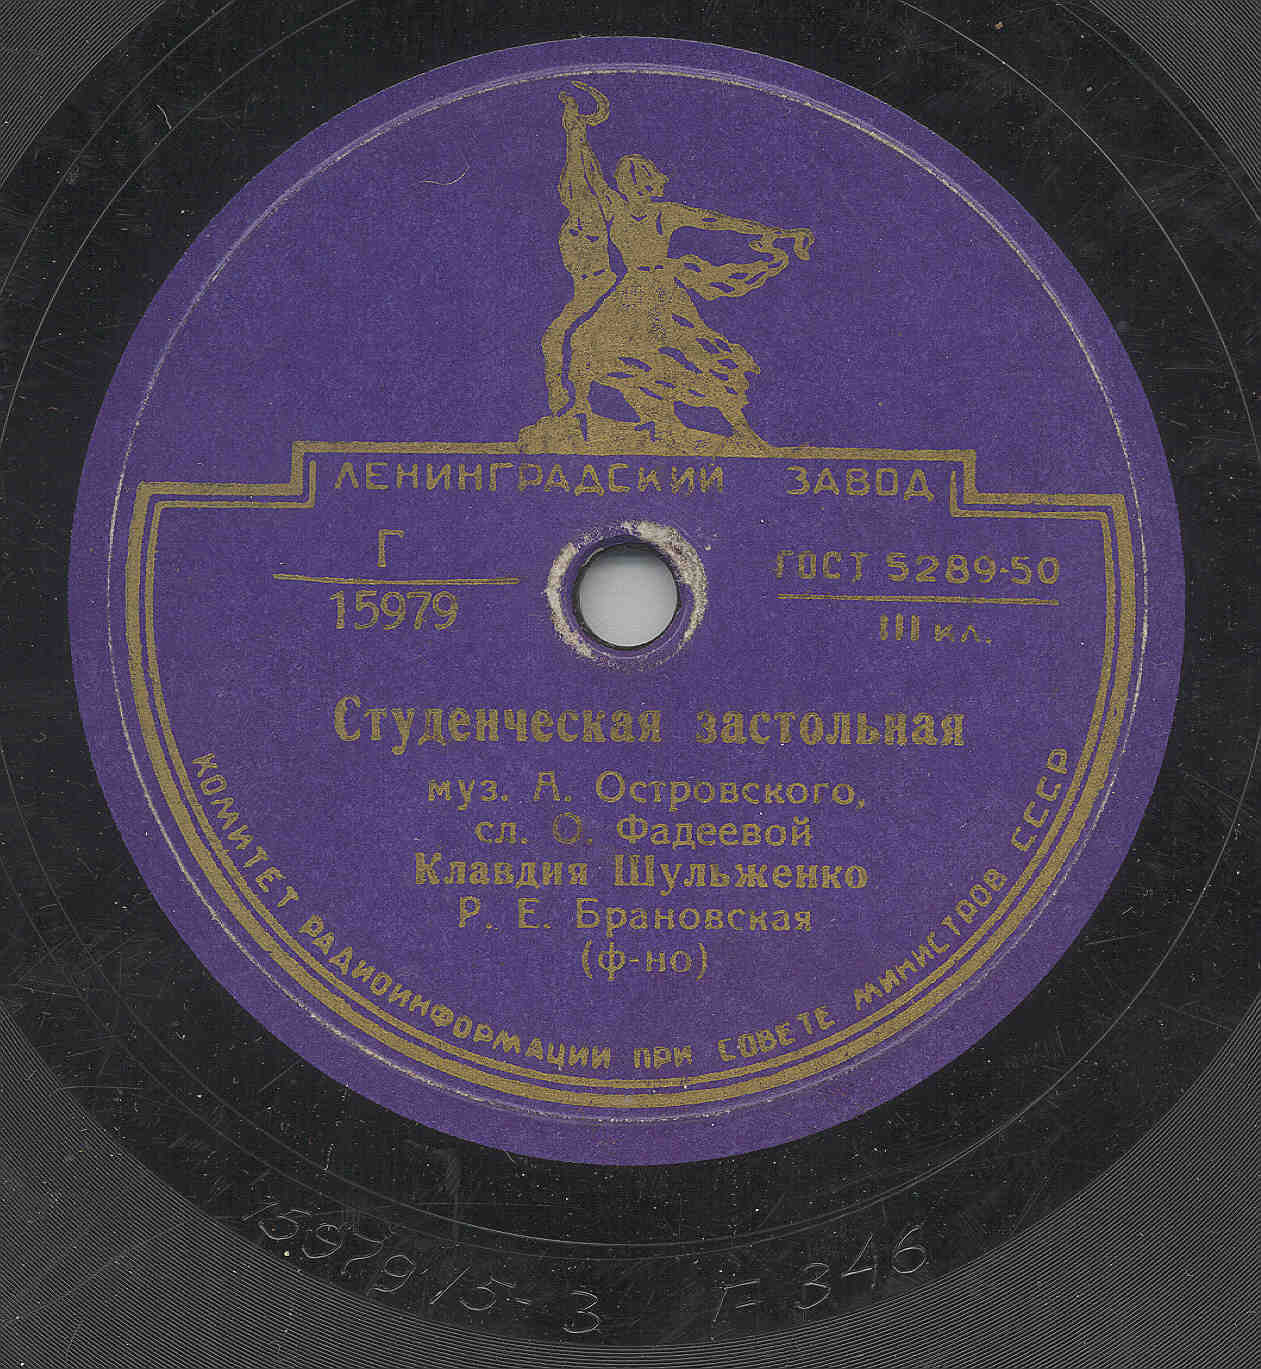 ЛЕНИНГРАДСКИЙ ЗАВОД
Г
15979
ГОСТ 5289-50
III кл.
Студенческая застольная
муз. А. Островского,
сл. О. Фадеевой
Клавдия Шульженко
Р. Е. Брановская
(ф-но)
КОМИТЕТ РАДИОИНФОРМАЦИИ ПРИ СОВЕТЕ МИНИСТРОВ СССР
15979/5-3 Г-346